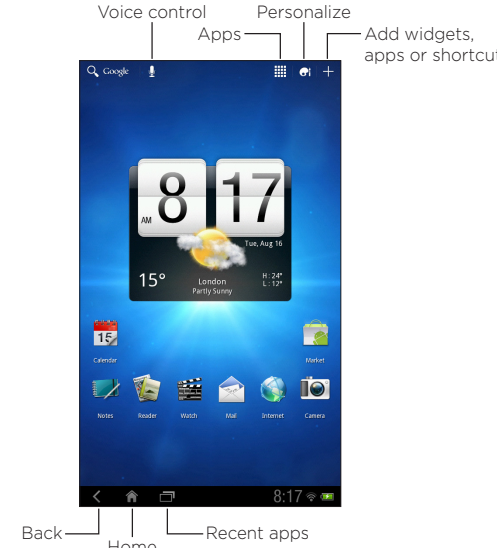 Voice control
Personalize
Apps
Add widgets,
apps or shortcut
Google
8 17
AM
Tue, Aug 16
15°
London
Partly Sunny
H: 24°
L: 12°
15
Calendar
Market
Notes
Reader
Watch
Mail
Internet
Camera
8:17
Back
Home
Recent apps